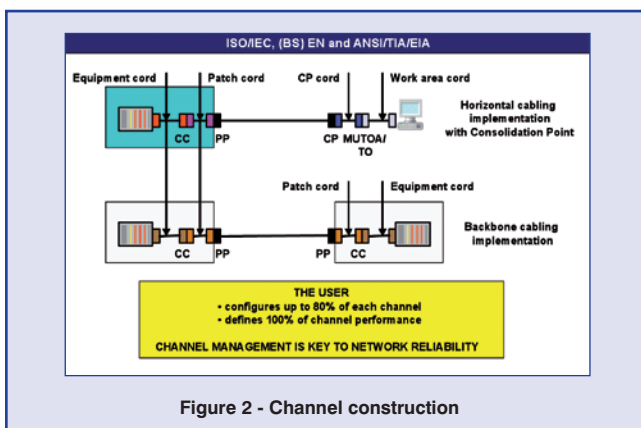 ISO/IEC, (BS) EN and ANSI/TIA/EIA
Equipment cord
Patch cord
CP cord
Work area cord
CC
PP
CP
MUTOA/
TO
Horizontal cabling
implementation
with Consolidation Point
Patch cord
Equipment cord
CC
PP
PP
CC
Backbone cabling
implementation
THE USER
• configures up to 80% of each channel
• defines 100% of channel performance
CHANNEL MANAGEMENT IS KEY TO NETWORK RELIABILITY
Figure 2 - Channel construction